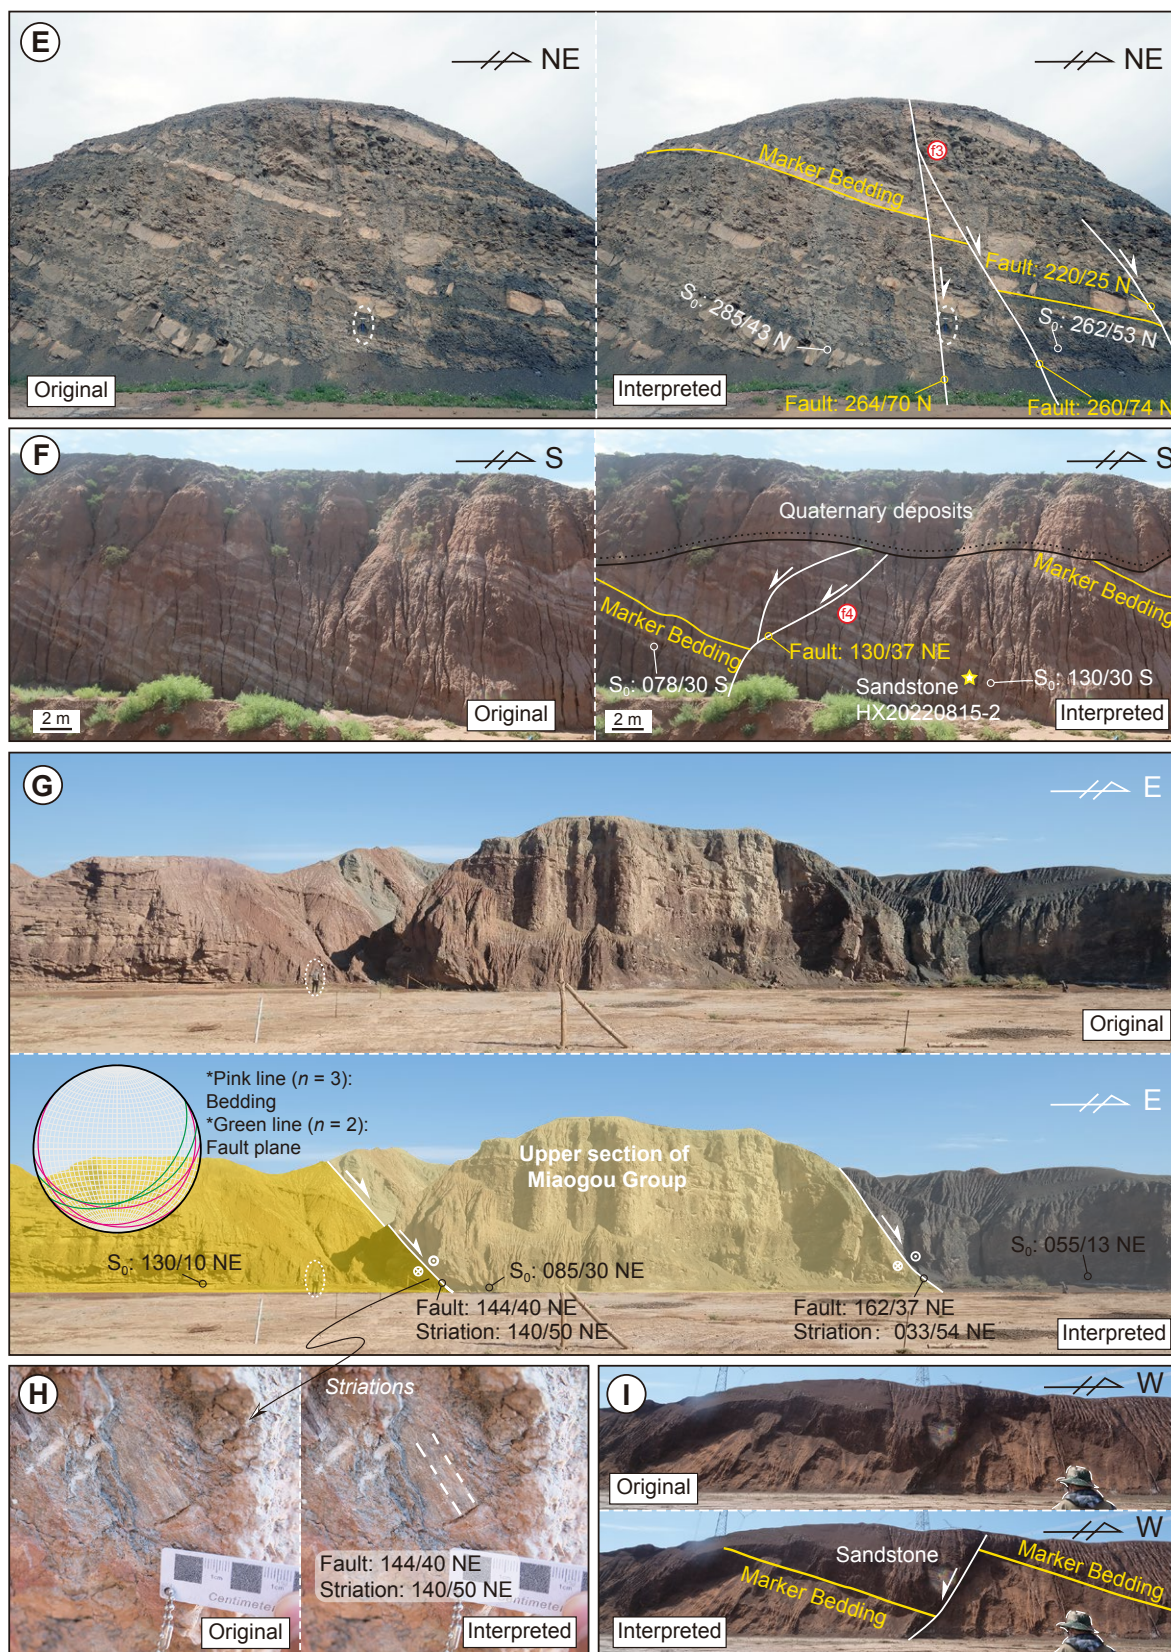 E
NE
Original
NE
f3
Marker Bedding
Fault: 220/25 N
S₀: 285/43 N
S₀: 262/53 N
Interpreted
Fault: 264/70 N
Fault: 260/74 N
F
S
2 m
Original
S
Quaternary deposits
Marker Bedding
Marker Bedding
f4
Fault: 130/37 NE
S₀: 078/30 S
Sandstone
HX20220815-2
S₀: 130/30 S
2 m
Interpreted
G
E
Original
*Pink line (n = 3):
Bedding
*Green line (n = 2):
Fault plane
E
Upper section of
Miaogou Group
S₀: 130/10 NE
S₀: 085/30 NE
S₀: 055/13 NE
Fault: 144/40 NE
Striation: 140/50 NE
Fault: 162/37 NE
Striation: 033/54 NE
Interpreted
H
1cm
1cm
Centimeter
Original
Striations
Fault: 144/40 NE
Striation: 140/50 NE
1cm
Interpreted
I
W
Original
W
Sandstone
Marker Bedding
Marker Bedding
Interpreted